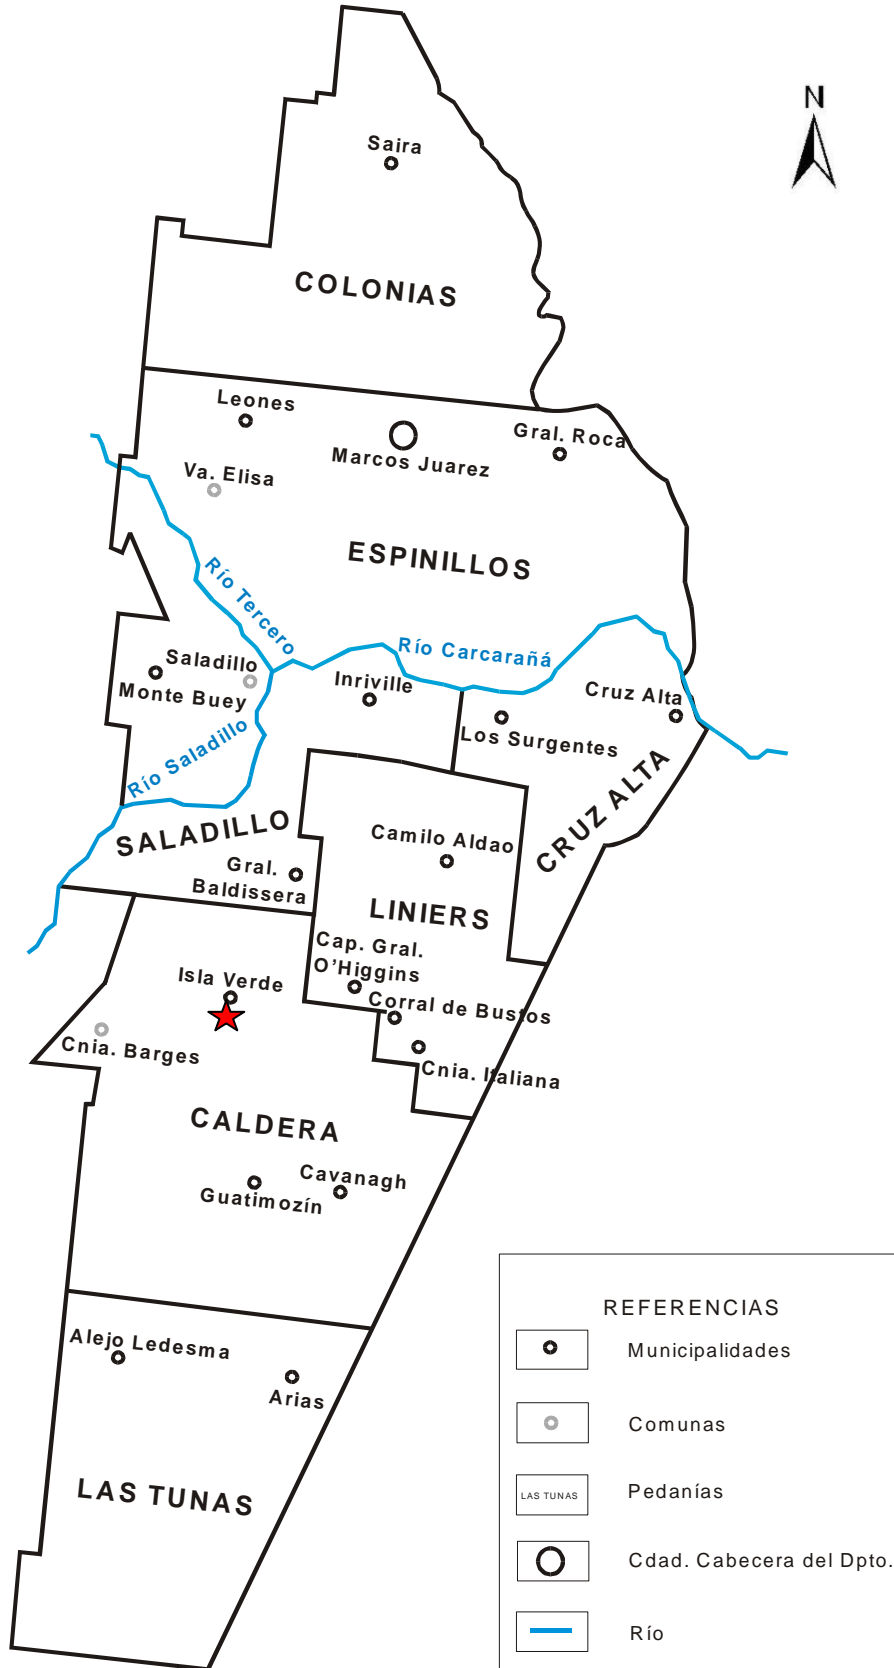 N
Saira
COLONIAS
Leones
Marcos Juarez
Gral. Roca
Va. Elisa
ESPINILLOS
Río Tercero
Río Carcarañá
Saladillo
Monte Buey
Inriville
Cruz Alta
Los Surgentes
Río Saladillo
CRUZ ALTA
SALADILLO
Camilo Aldao
Gral.
Baldissera
LINIERS
Cap. Gral.
O'Higgins
Isla Verde
Corral de Bustos
Cnia. Barges
Cnia. Italiana
CALDERA
Cavanagh
Guatimozín
Alejo Ledesma
Arias
LAS TUNAS
REFERENCIAS
Municipalidades
Comunas
LAS TUNAS
Pedanías
Cdad. Cabecera del Dpto.
Río